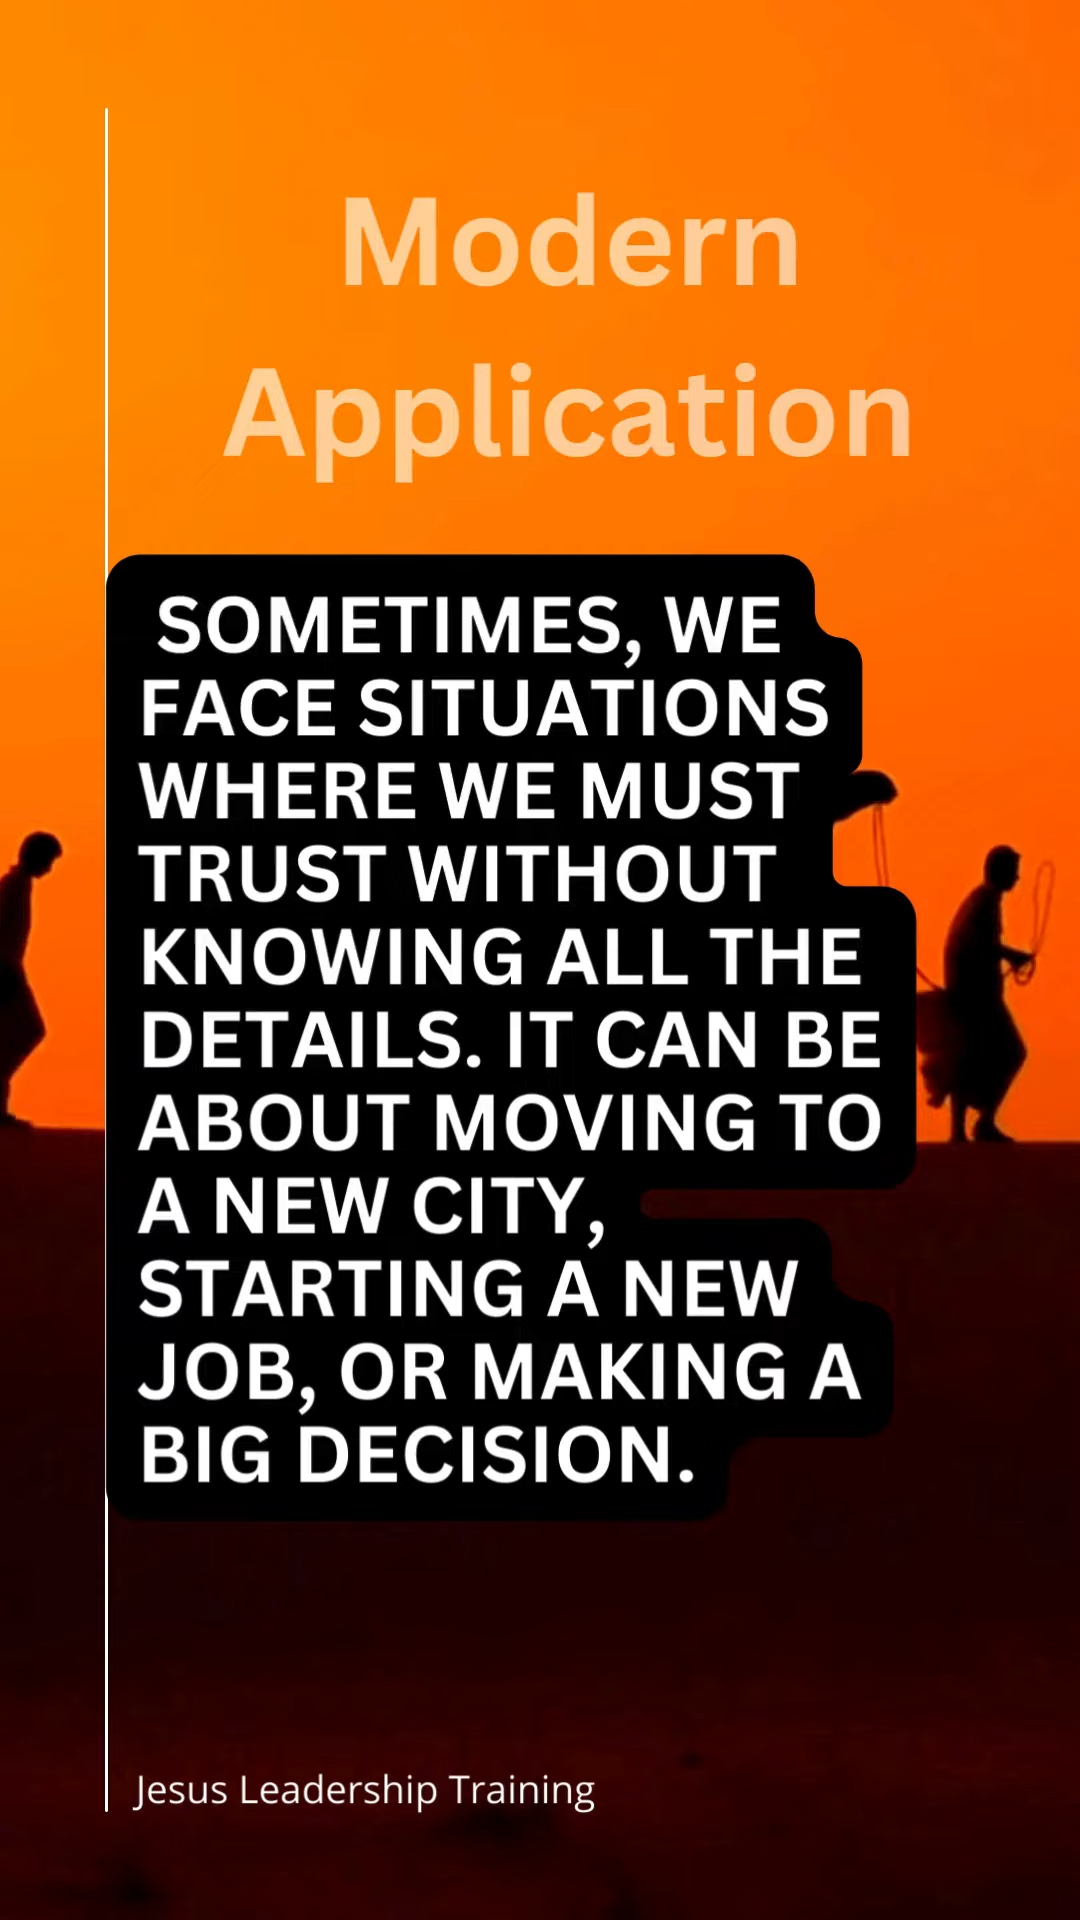 Modern
Application
SOMETIMES, WE
FACE SITUATIONS
WHERE WE MUST
TRUST WITHOUT
KNOWING ALL THE
DETAILS. IT CAN BE
ABOUT MOVING TO
A NEW CITY,
STARTING A NEW
JOB, OR MAKING A
BIG DECISION.
Jesus Leadership Training